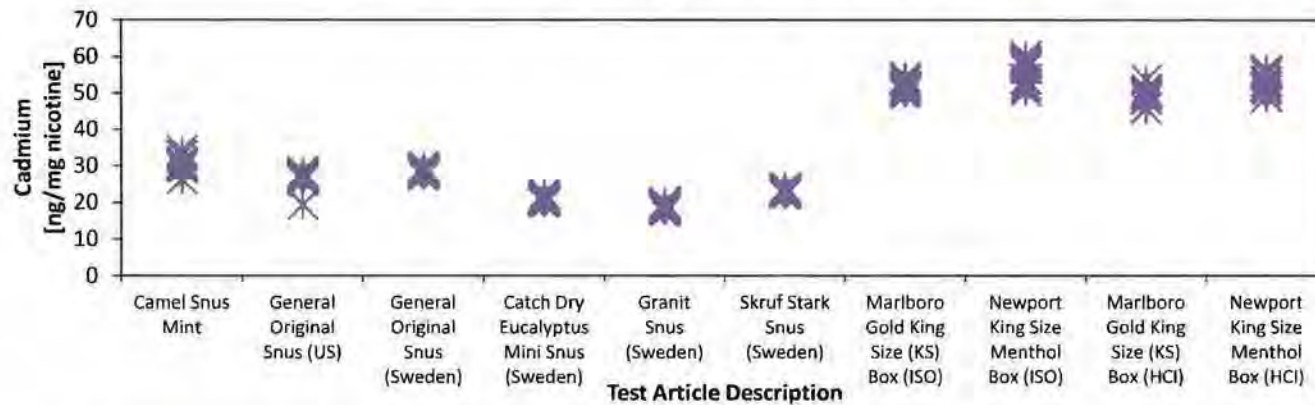 70
60
50
40
30
20
10
0
Cadmium
[ng/mg nicotine]
Camel Snus
Mint
General
Original
Snus (US)
General
Original
Snus
(Sweden)
Catch Dry
Eucalyptus
Mini Snus
(Sweden)
Granit
Snus
(Sweden)
Skruf Stark
Snus
(Sweden)
Marlboro
Gold King
Size (KS)
Box (ISO)
Newport
King Size
Menthol
Box (ISO)
Marlboro
Gold King
Size (KS)
Box (HCI)
Newport
King Size
Menthol
Box (HCI)
Test Article Description